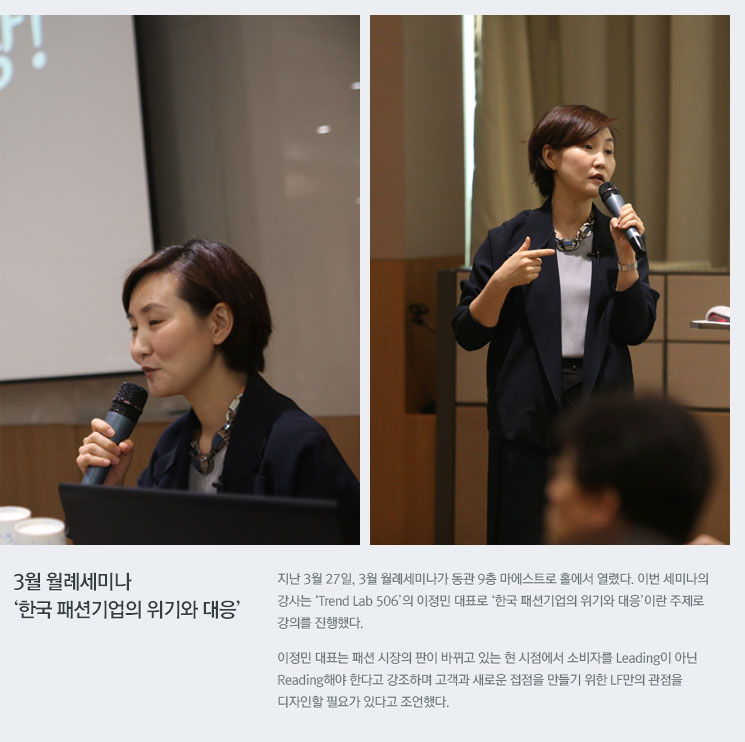 장!
3월 월례세미나
‘한국 패션기업의 위기와 대응’
지난 3월 27일, 3월 월례세미나가 동관 9층 마에스트로 홀에서 열렸다. 이번 세미나의
강사는 ‘Trend Lab 506’의 이정민 대표로 ‘한국 패션기업의 위기와 대응’이란 주제로
강의를 진행했다.
이정민 대표는 패션 시장의 판이 바뀌고 있는 현 시점에서 소비자를 Leading이 아닌
Reading해야 한다고 강조하며 고객과 새로운 접점을 만들기 위한 LF만의 관점을
디자인할 필요가 있다고 조언했다.